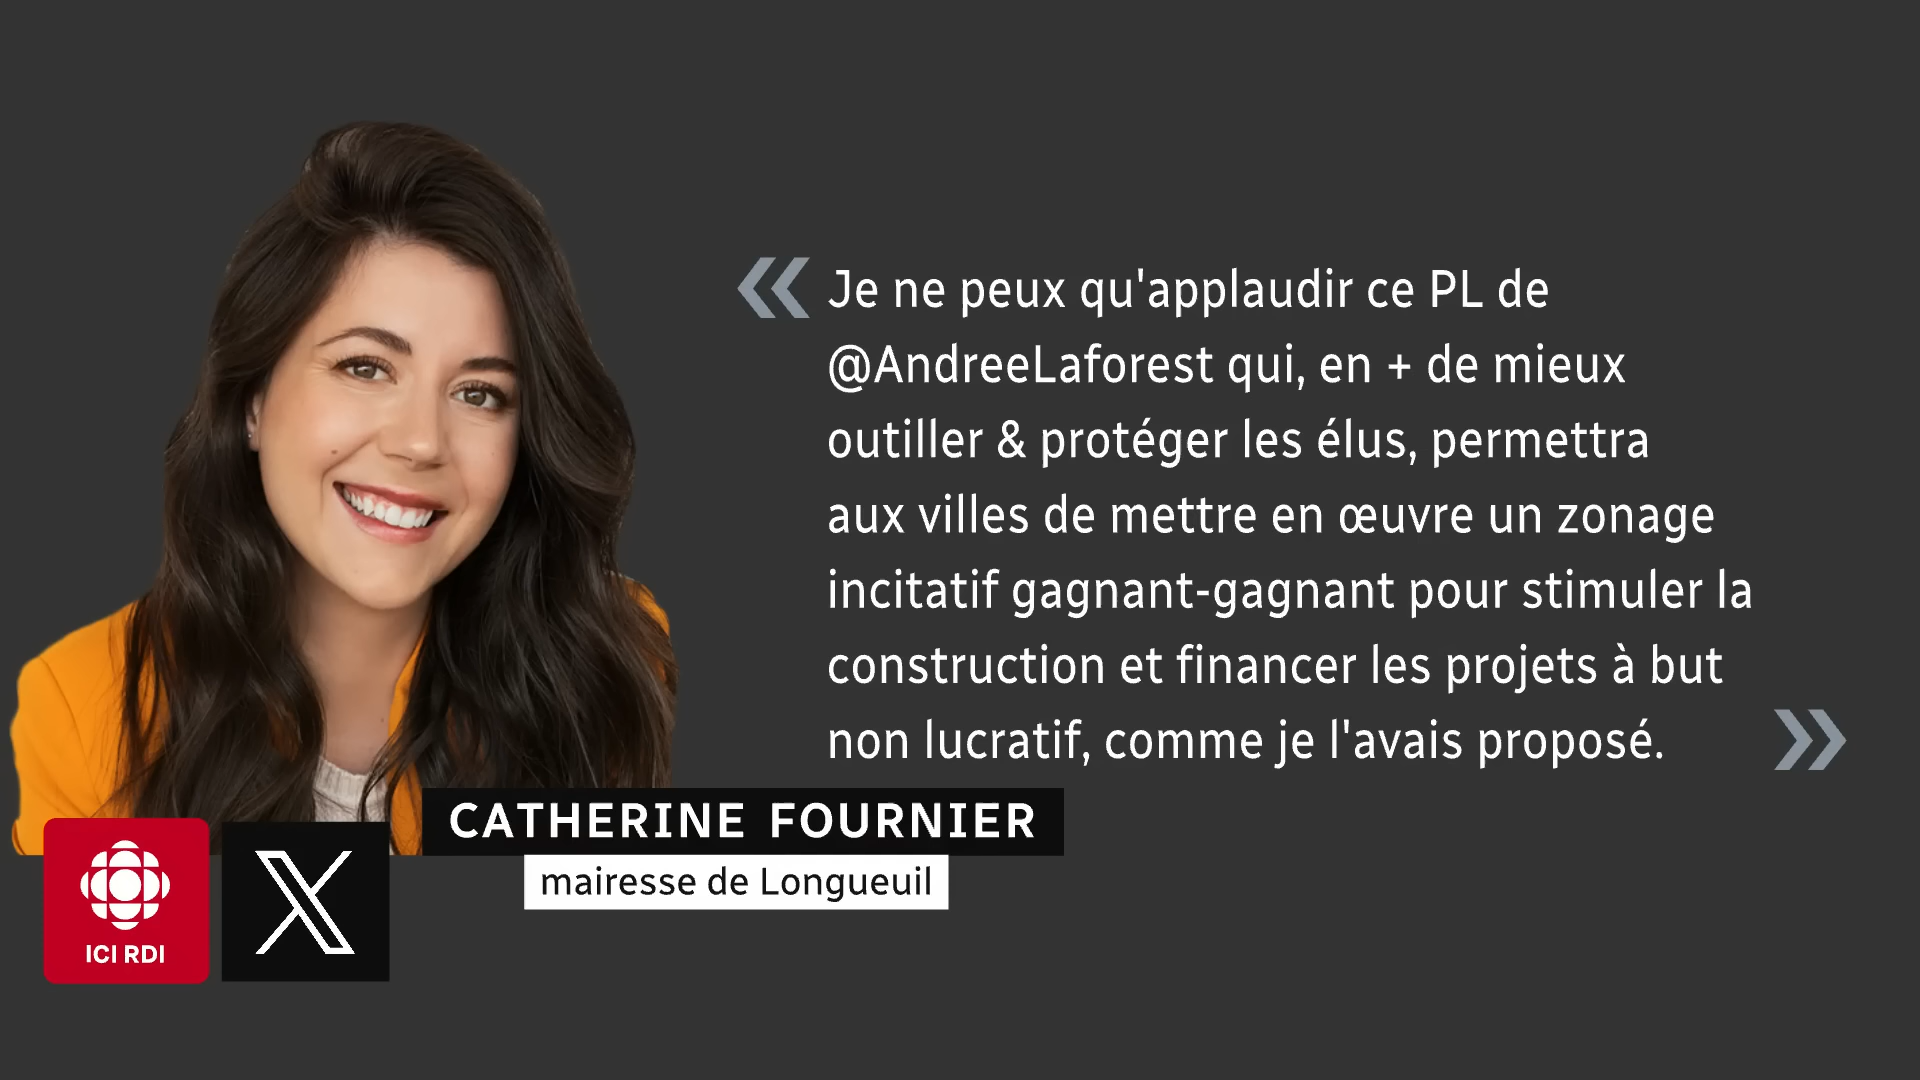 « Je ne peux qu'applaudir ce PL de
@AndreeLaforest qui, en + de mieux
outiller & protéger les élus, permettra
aux villes de mettre en œuvre un zonage
incitatif gagnant-gagnant pour stimuler la
construction et financer les projets à but
non lucratif, comme je l'avais proposé. »
CATHERINE FOURNIER
mairesse de Longueuil
ICI RDI
X